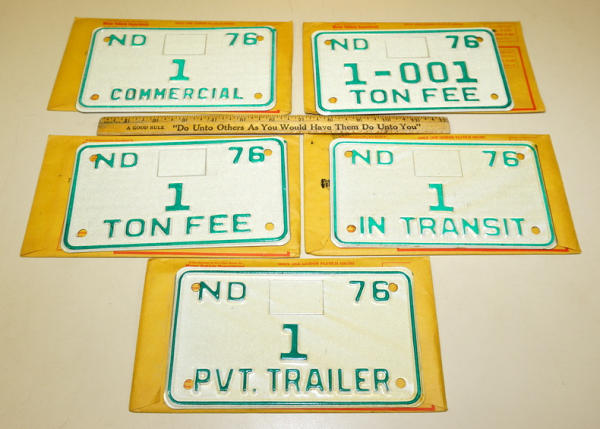 ND 76
1
COMMERCIAL
ND 76
1-001
TON FEE
A GOOD RULE "Do Unto Others As You Would Have Them Do Unto You"
ND 76
1
TON FEE
ND 76
1
IN TRANSIT
ND 76
1
PVT. TRAILER